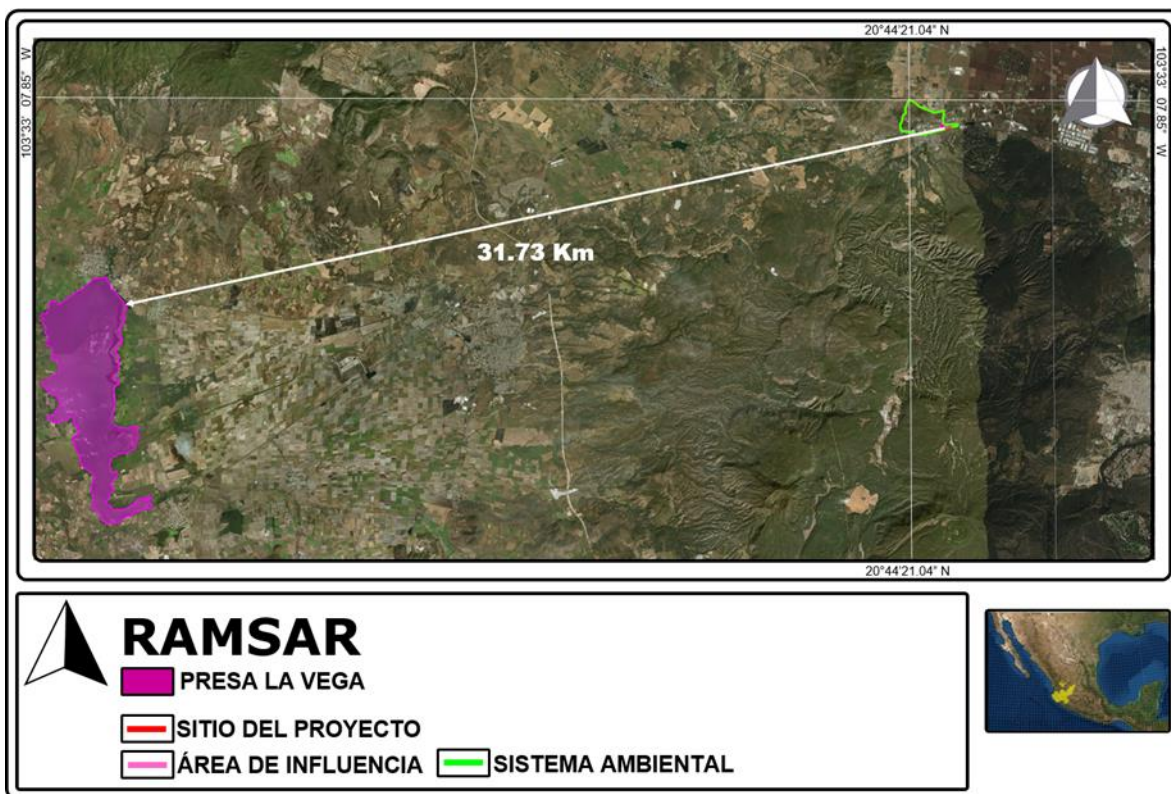 20°44'21.04" N
103°33' 07.85" W
103°33' 07.85" W
31.73 Km
20°44'21.04" N
RAMSAR
PRESA LA VEGA
SITIO DEL PROYECTO
ÁREA DE INFLUENCIA
SISTEMA AMBIENTAL